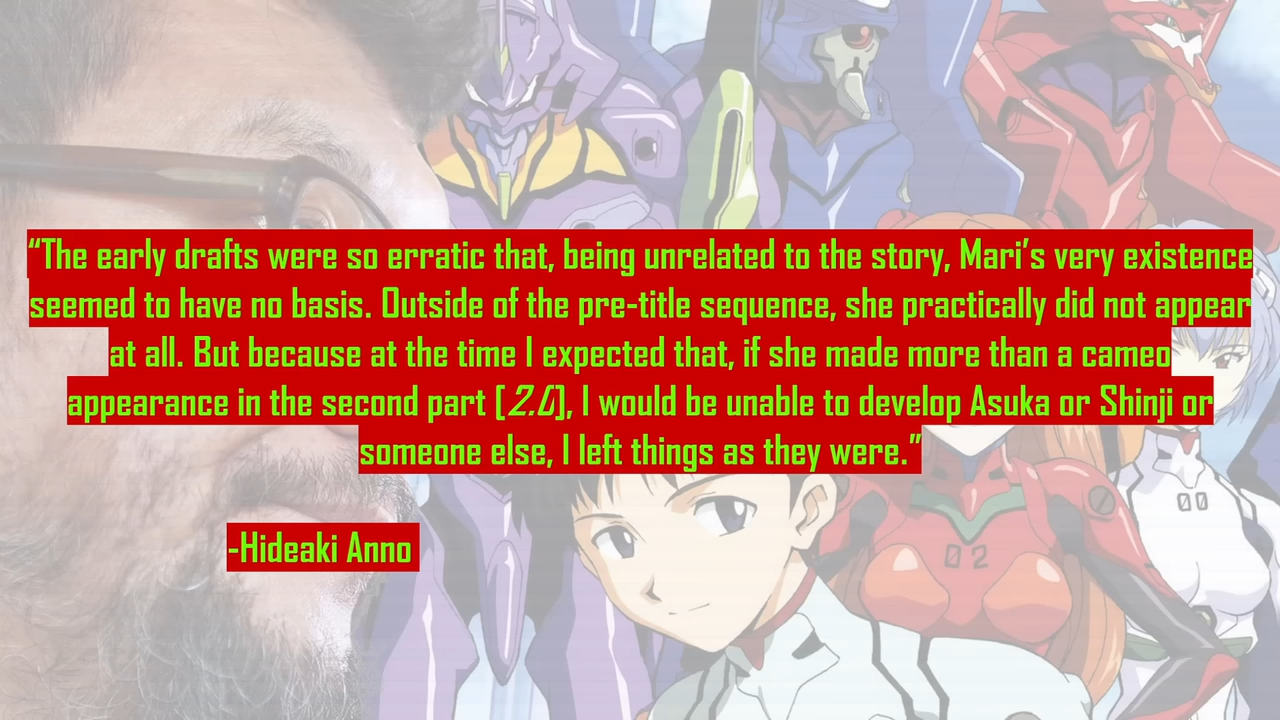 “The early drafts were so erratic that, being unrelated to the story, Mari’s very existence
seemed to have no basis. Outside of the pre-title sequence, she practically did not appear
at all. But because at the time I expected that, if she made more than a cameo
appearance in the second part [2.0], I would be unable to develop Asuka or Shinji or
someone else, I left things as they were.”
-Hideaki Anno
02
00